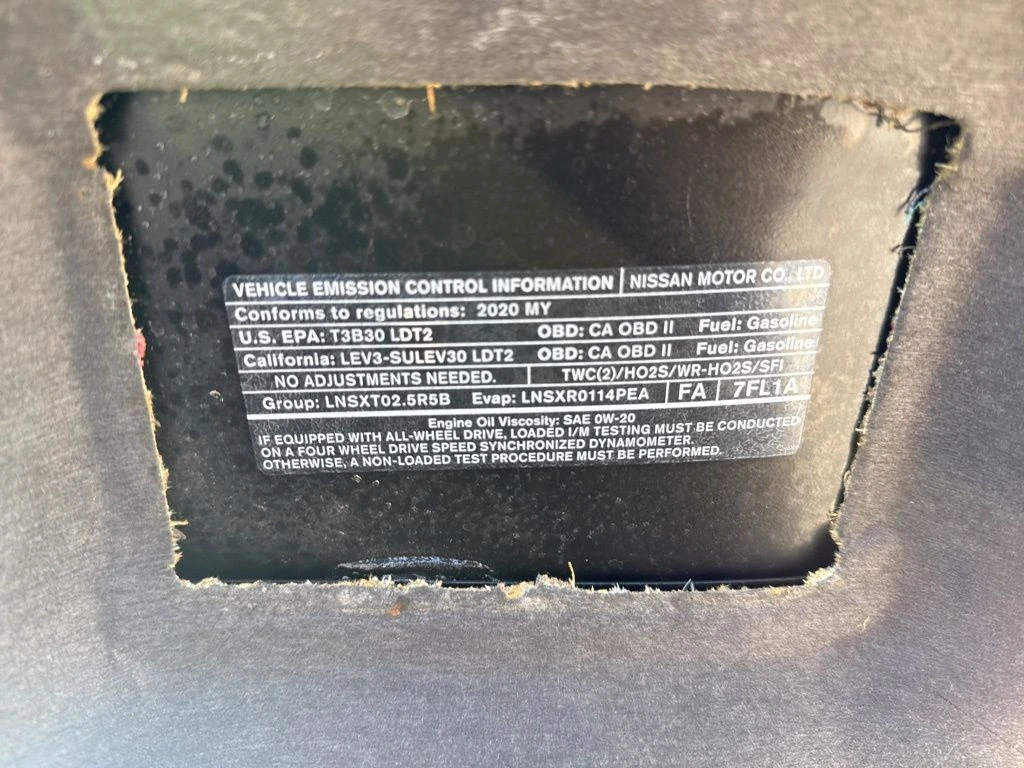 VEHICLE EMISSION CONTROL INFORMATION NISSAN MOTOR CO., LTD
Conforms to regulations: 2020 MY
U.S. EPA: T3B30 LDT2 OBD: CA OBD II Fuel: Gasoline
California: LEV3-SULEV30 LDT2 OBD: CA OBD II Fuel: Gasoline
NO ADJUSTMENTS NEEDED. TWC(2)/HO2S/WR-HO2S/SFI
Group: LNSXT02.5R5B Evap: LNSXR0114PEA FA 7FL1A
Engine Oil Viscosity: SAE 0W-20
IF EQUIPPED WITH ALL-WHEEL DRIVE, LOADED I/M TESTING MUST BE CONDUCTED
ON A FOUR WHEEL DRIVE SPEED SYNCHRONIZED DYNAMOMETER.
OTHERWISE, A NON-LOADED TEST PROCEDURE MUST BE PERFORMED.